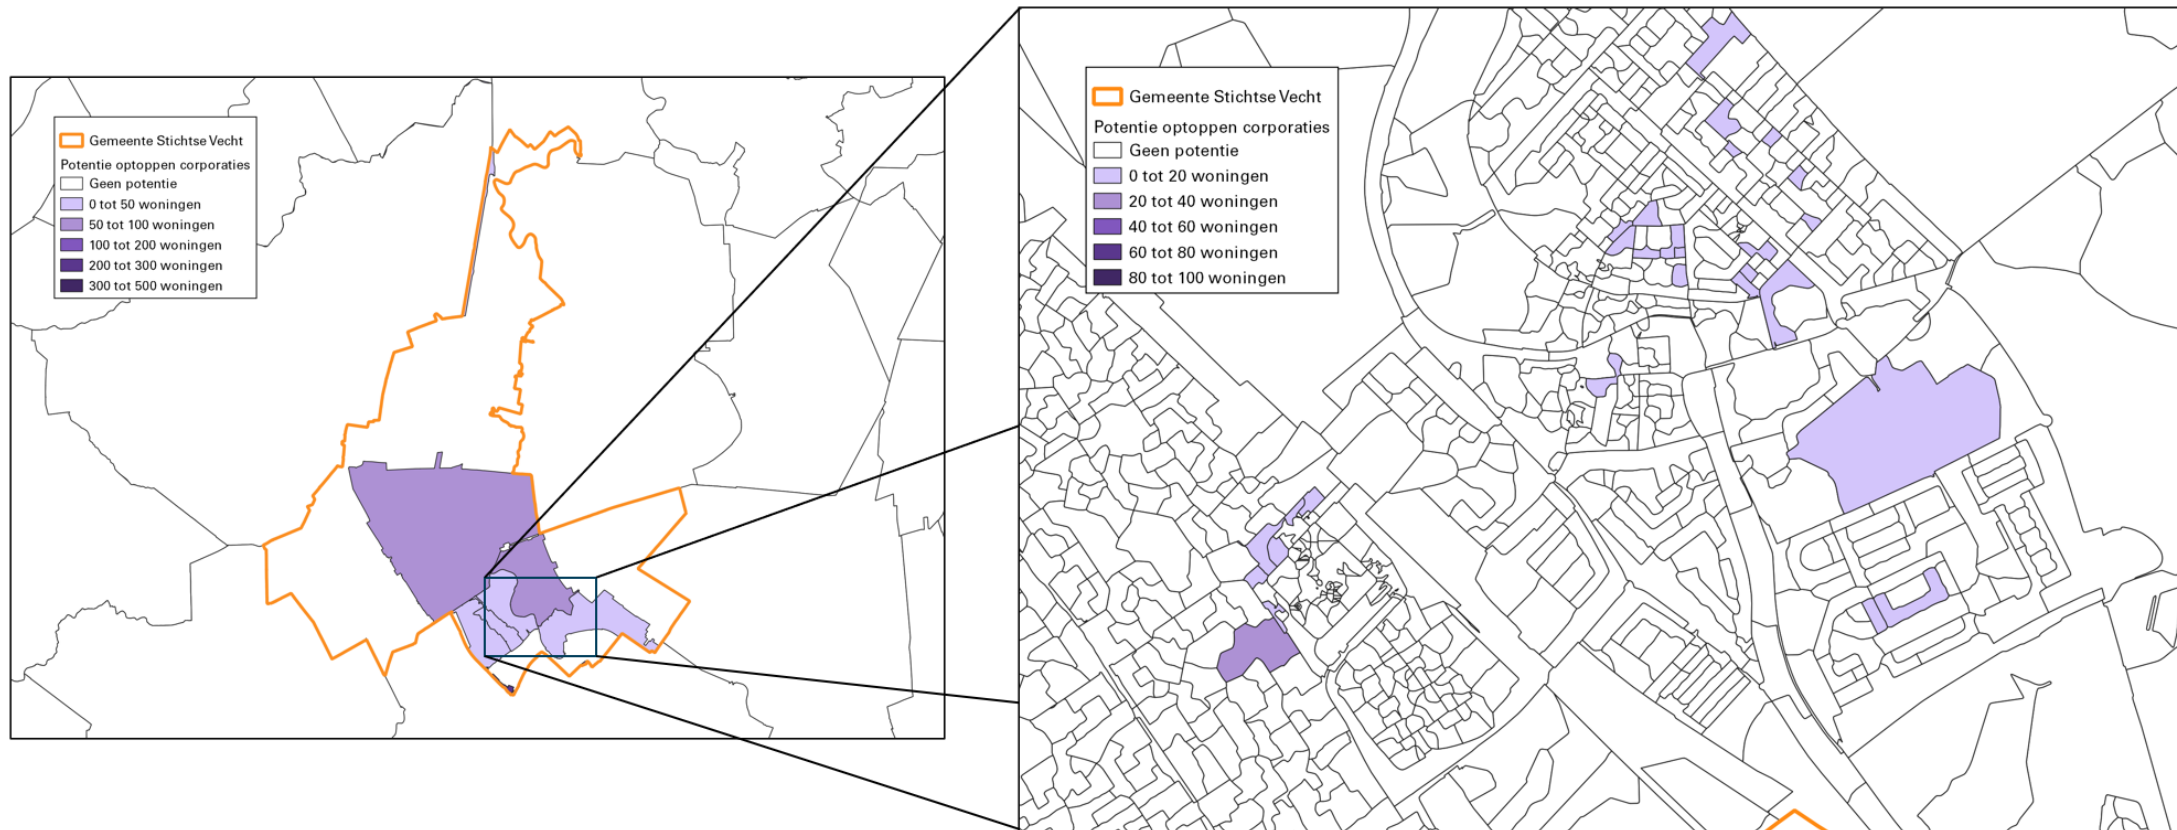 Gemeente Stichtse Vecht
Potentie optoppen corporaties
Geen potentie
0 tot 50 woningen
50 tot 100 woningen
100 tot 200 woningen
200 tot 300 woningen
300 tot 500 woningen
Gemeente Stichtse Vecht
Potentie optoppen corporaties
Geen potentie
0 tot 20 woningen
20 tot 40 woningen
40 tot 60 woningen
60 tot 80 woningen
80 tot 100 woningen